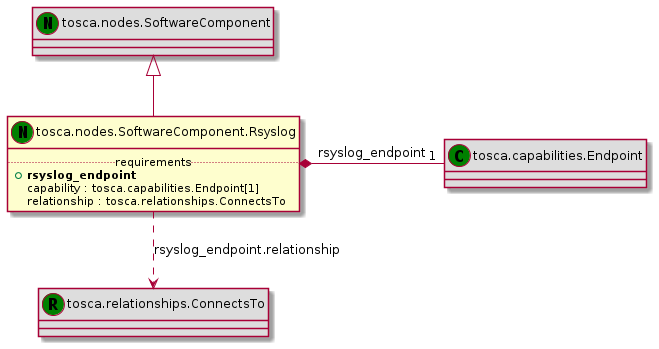 N tosca.nodes.SoftwareComponent
N tosca.nodes.SoftwareComponent.Rsyslog
requirements
rsyslog_endpoint
capability : tosca.capabilities.Endpoint[1]
relationship : tosca.relationships.ConnectsTo
rsyslog_endpoint 1
C tosca.capabilities.Endpoint
rsyslog_endpoint.relationship
R tosca.relationships.ConnectsTo